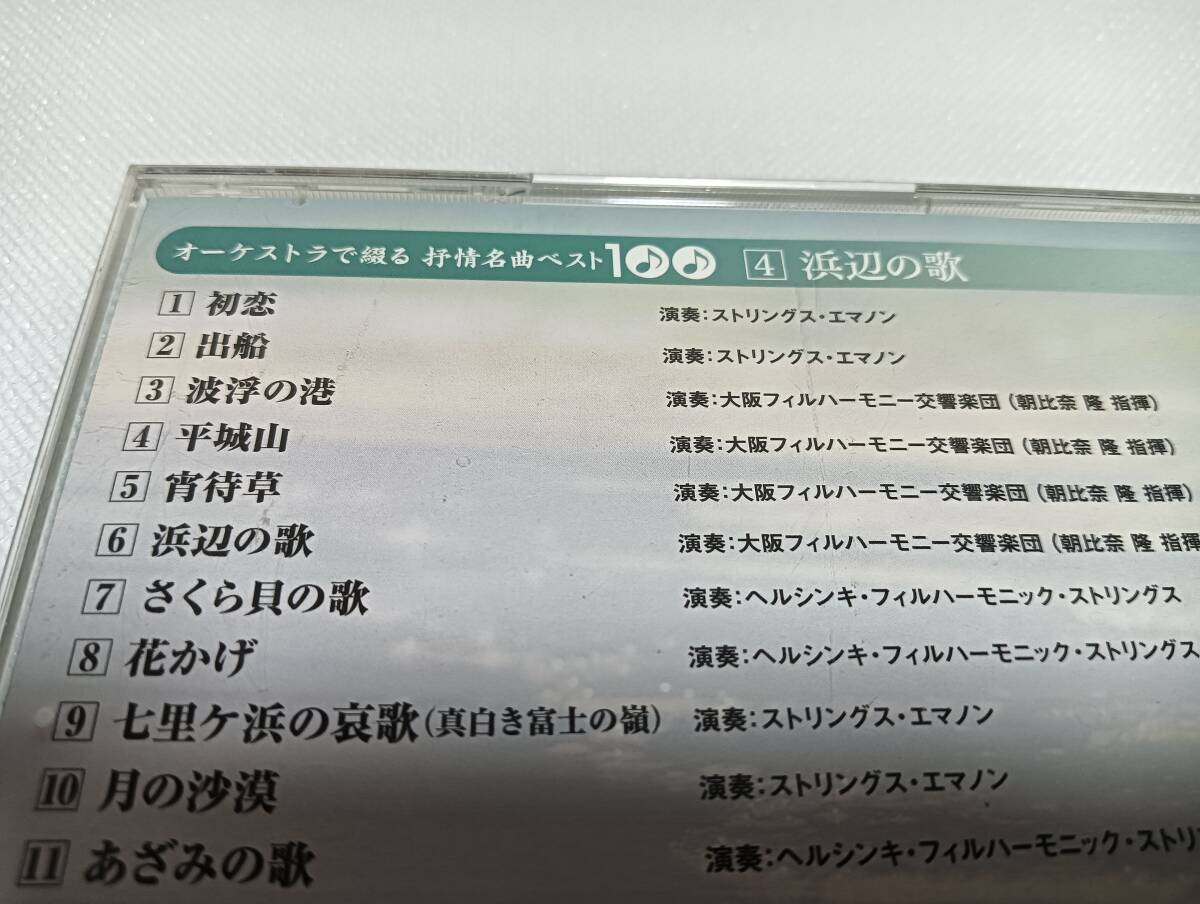 オーケストラで綴る 抒情名曲ベスト100 4 浜辺の歌
1 初恋 演奏:ストリングス・エマノン
2 出船 演奏:ストリングス・エマノン
3 波浮の港 演奏:大阪フィルハーモニー交響楽団(朝比奈 隆 指揮)
4 平城山 演奏:大阪フィルハーモニー交響楽団(朝比奈 隆 指揮)
5 宵待草 演奏:大阪フィルハーモニー交響楽団(朝比奈 隆 指揮)
6 浜辺の歌 演奏:大阪フィルハーモニー交響楽団(朝比奈 隆 指揮
7 さくら貝の歌 演奏:ヘルシンキ・フィルハーモニック・ストリングス
8 花かげ 演奏:ヘルシンキ・フィルハーモニック・ストリングス
9 七里ケ浜の哀歌(真白き富士の嶺) 演奏:ストリングス・エマノン
10 月の沙漠 演奏:ストリングス・エマノン
11 あざみの歌 演奏:ヘルシンキ・フィルハーモニック・ストリ